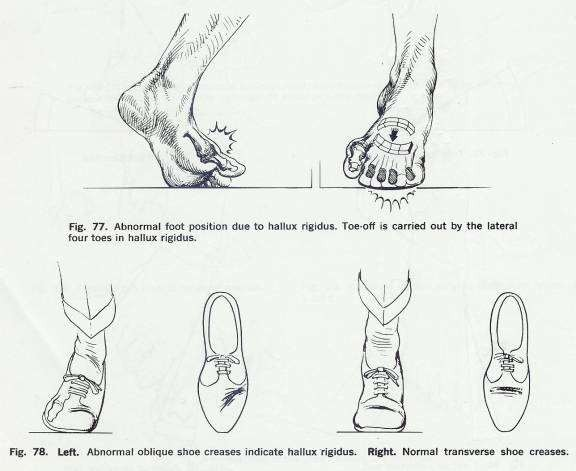 Fig. 77. Abnormal foot position due to hallux rigidus. Toe-off is carried out by the lateral
four toes in hallux rigidus.
Fig. 78. Left. Abnormal oblique shoe creases indicate hallux rigidus. Right. Normal transverse shoe creases.